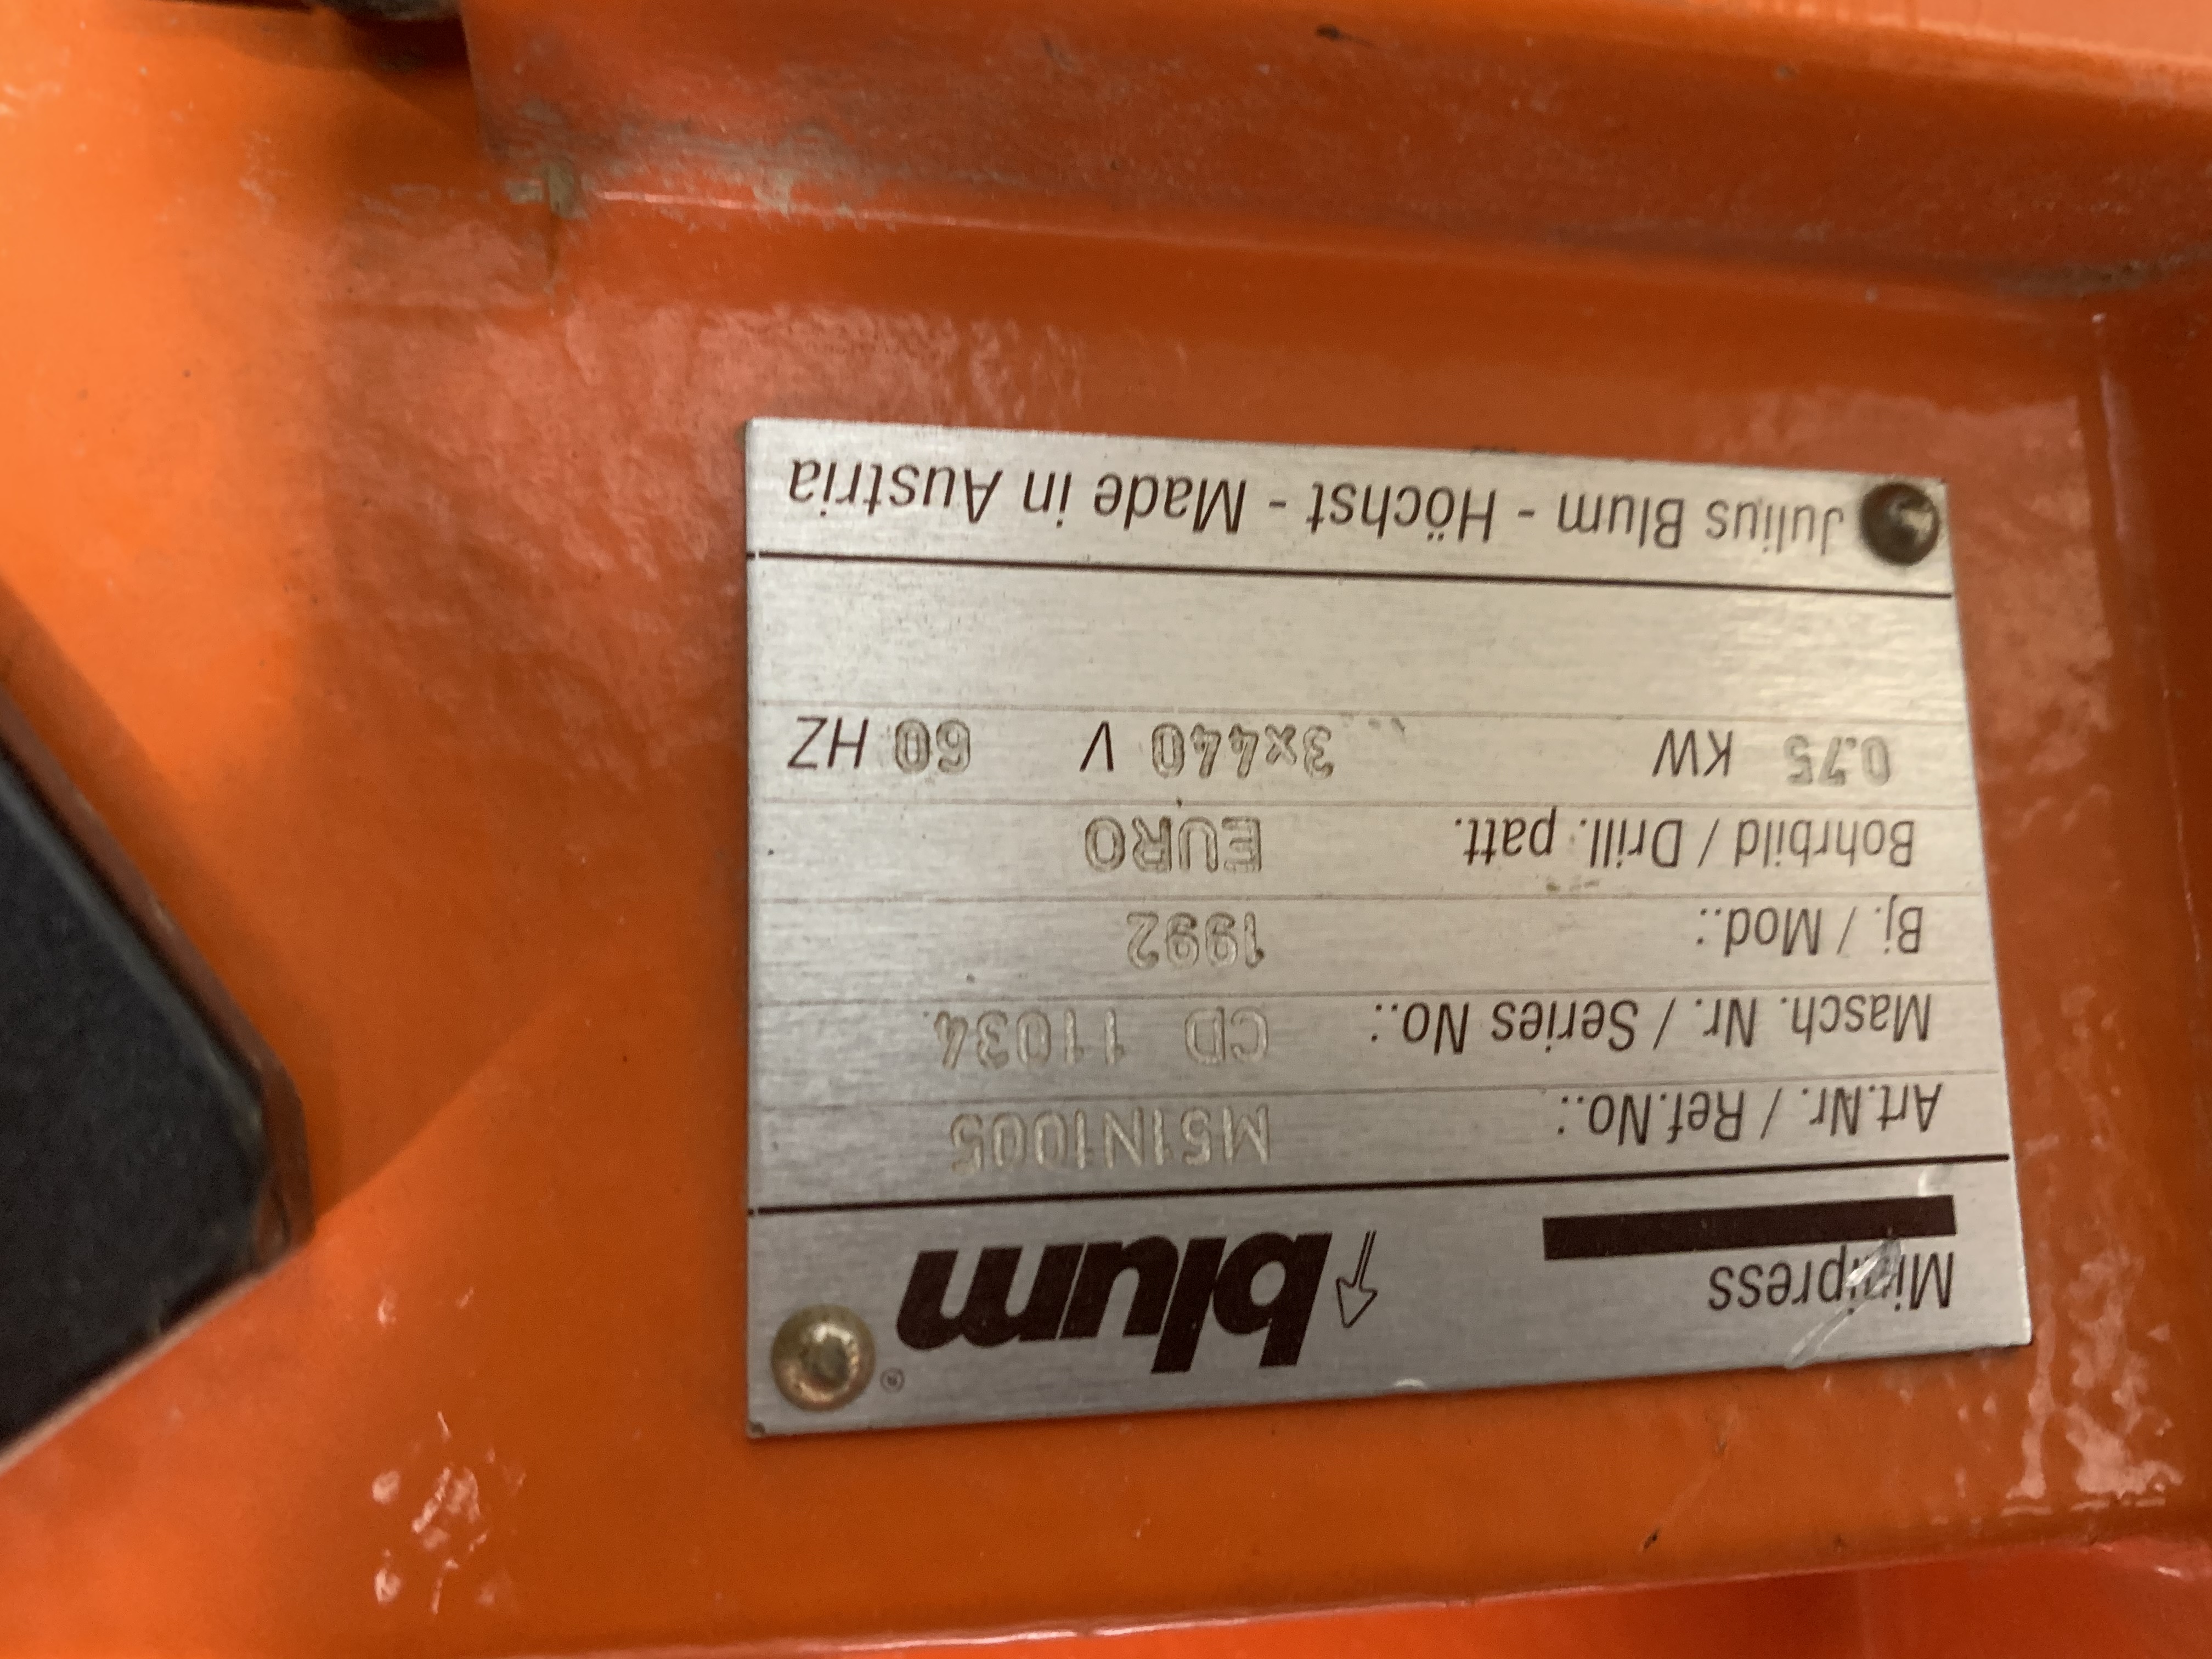 Minipress
blum®
Art.Nr. / Ref.No.: M51N1005
Masch. Nr. / Series No.: CD 11034
Bj. / Mod.: 1992
Bohrbild / Drill. patt. EURO
0.75 KW 3x440 V 60 HZ
Julius Blum - Höchst - Made in Austria